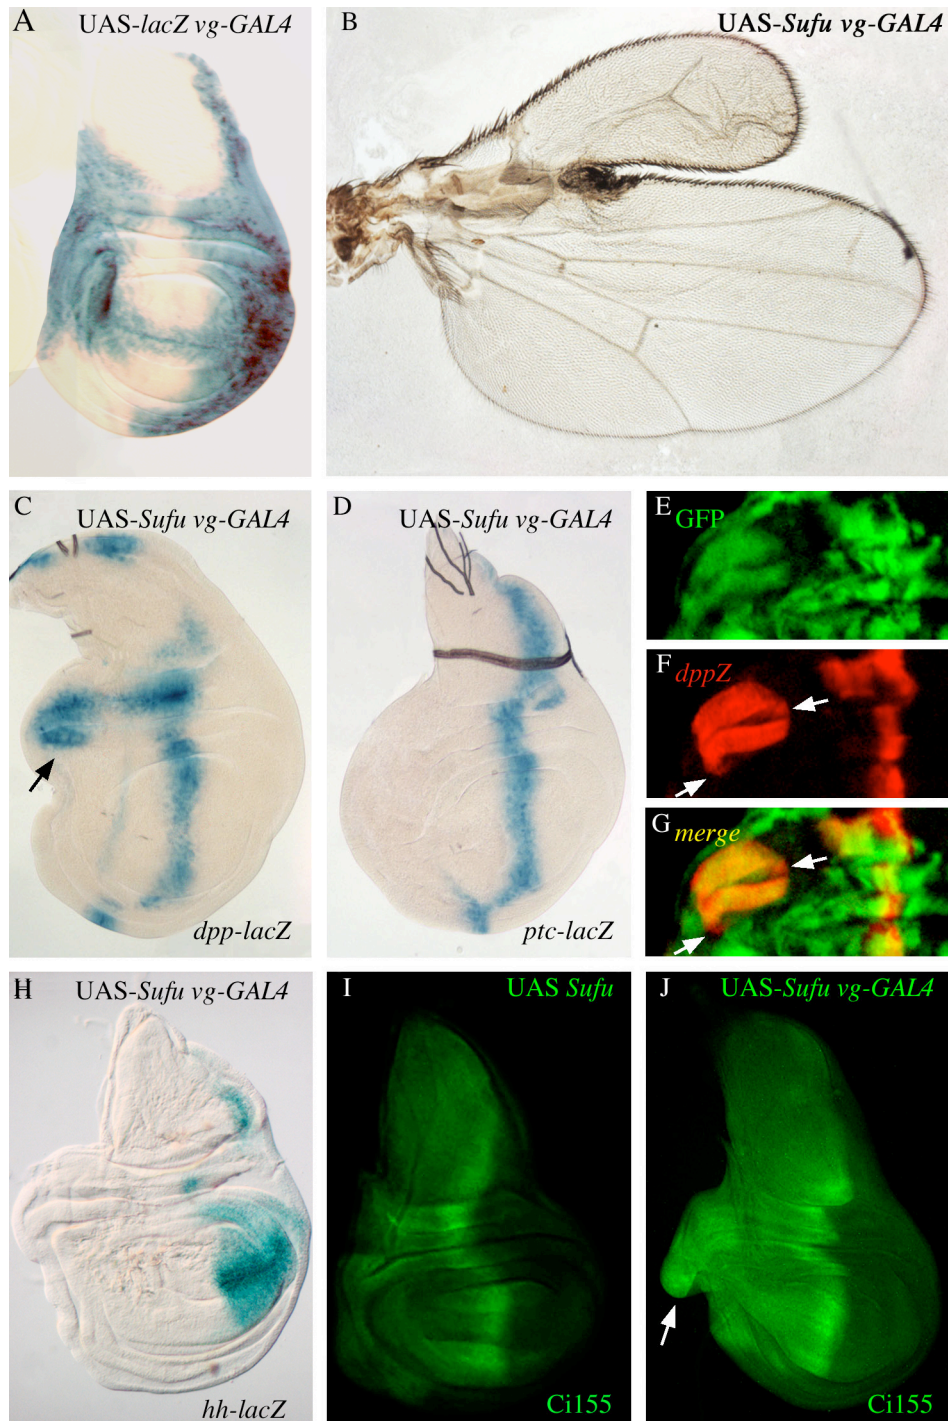 A
UAS-lacZ vg-GAL4
B
UAS-Sufu vg-GAL4
C
UAS-Sufu vg-GAL4
dpp-lacZ
D
UAS-Sufu vg-GAL4
ptc-lacZ
E
GFP
F
dppZ
G
merge
H
UAS-Sufu vg-GAL4
hh-lacZ
I
UAS Sufu
Ci155
J
UAS-Sufu vg-GAL4
Ci155